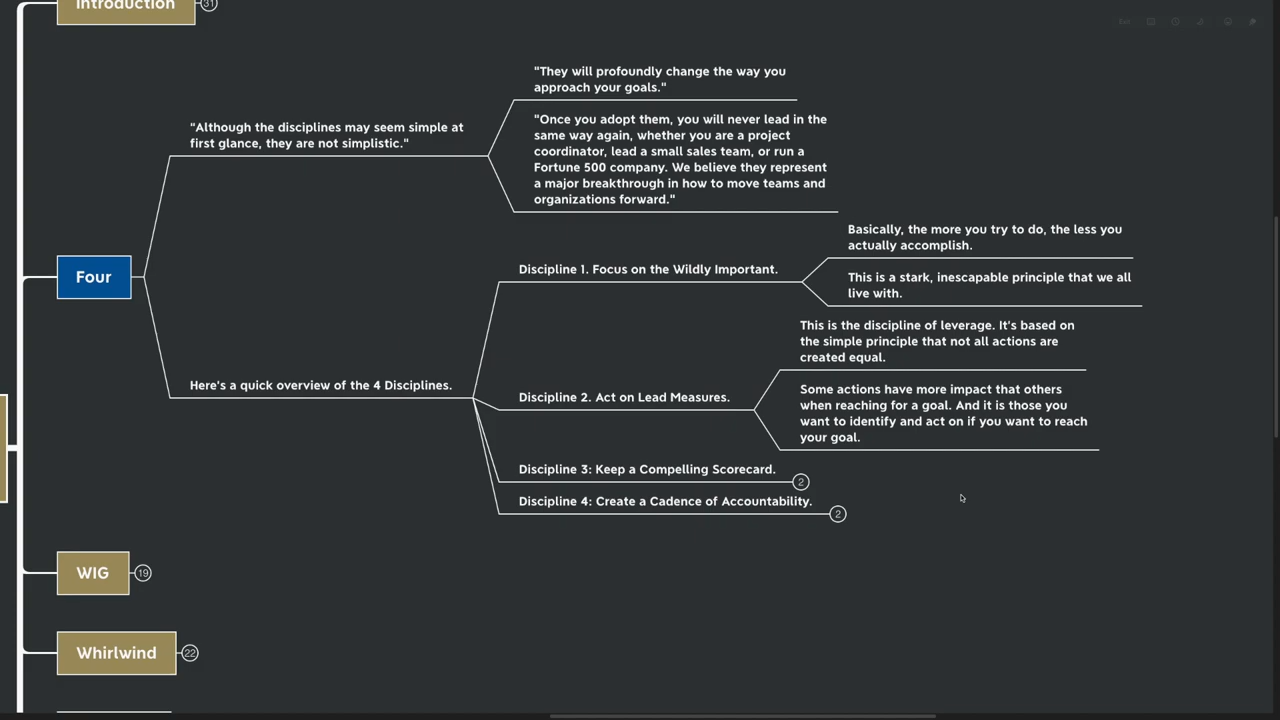 Introduction
31
"They will profoundly change the way you
approach your goals."
"Although the disciplines may seem simple at
first glance, they are not simplistic."
"Once you adopt them, you will never lead in the
same way again, whether you are a project
coordinator, lead a small sales team, or run a
Fortune 500 company. We believe they represent
a major breakthrough in how to move teams and
organizations forward."
Four
Here's a quick overview of the 4 Disciplines.
Discipline 1. Focus on the Wildly Important.
Basically, the more you try to do, the less you
actually accomplish.
This is a stark, inescapable principle that we all
live with.
Discipline 2. Act on Lead Measures.
This is the discipline of leverage. It's based on
the simple principle that not all actions are
created equal.
Some actions have more impact that others
when reaching for a goal. And it is those you
want to identify and act on if you want to reach
your goal.
Discipline 3: Keep a Compelling Scorecard.
2
Discipline 4: Create a Cadence of Accountability.
2
WIG
19
Whirlwind
22